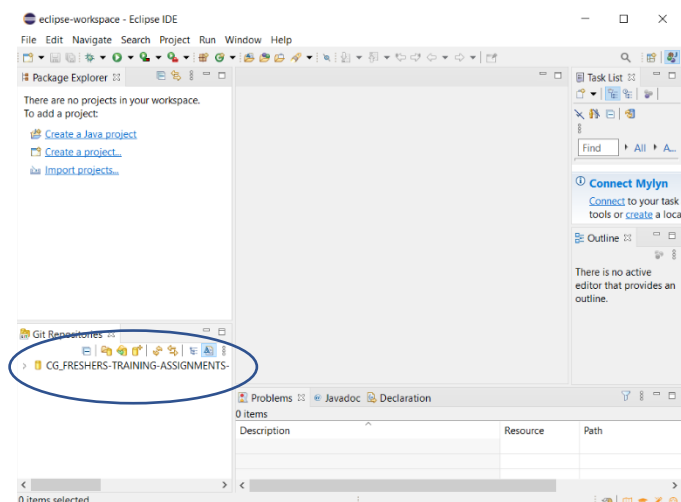 eclipse-workspace - Eclipse IDE
File Edit Navigate Search Project Run Window Help
Package Explorer
There are no projects in your workspace.
To add a project:
Create a Java project
Create a project...
Import projects...
Task List
Find
All
A...
Connect Mylyn
Connect to your task
tools or create a loca
Outline
There is no active
editor that provides an
outline.
Git Repositories
CG_FRESHERS-TRAINING-ASSIGNMENTS-
Problems
Javadoc
Declaration
0 items
Description
Resource
Path
0 items selected